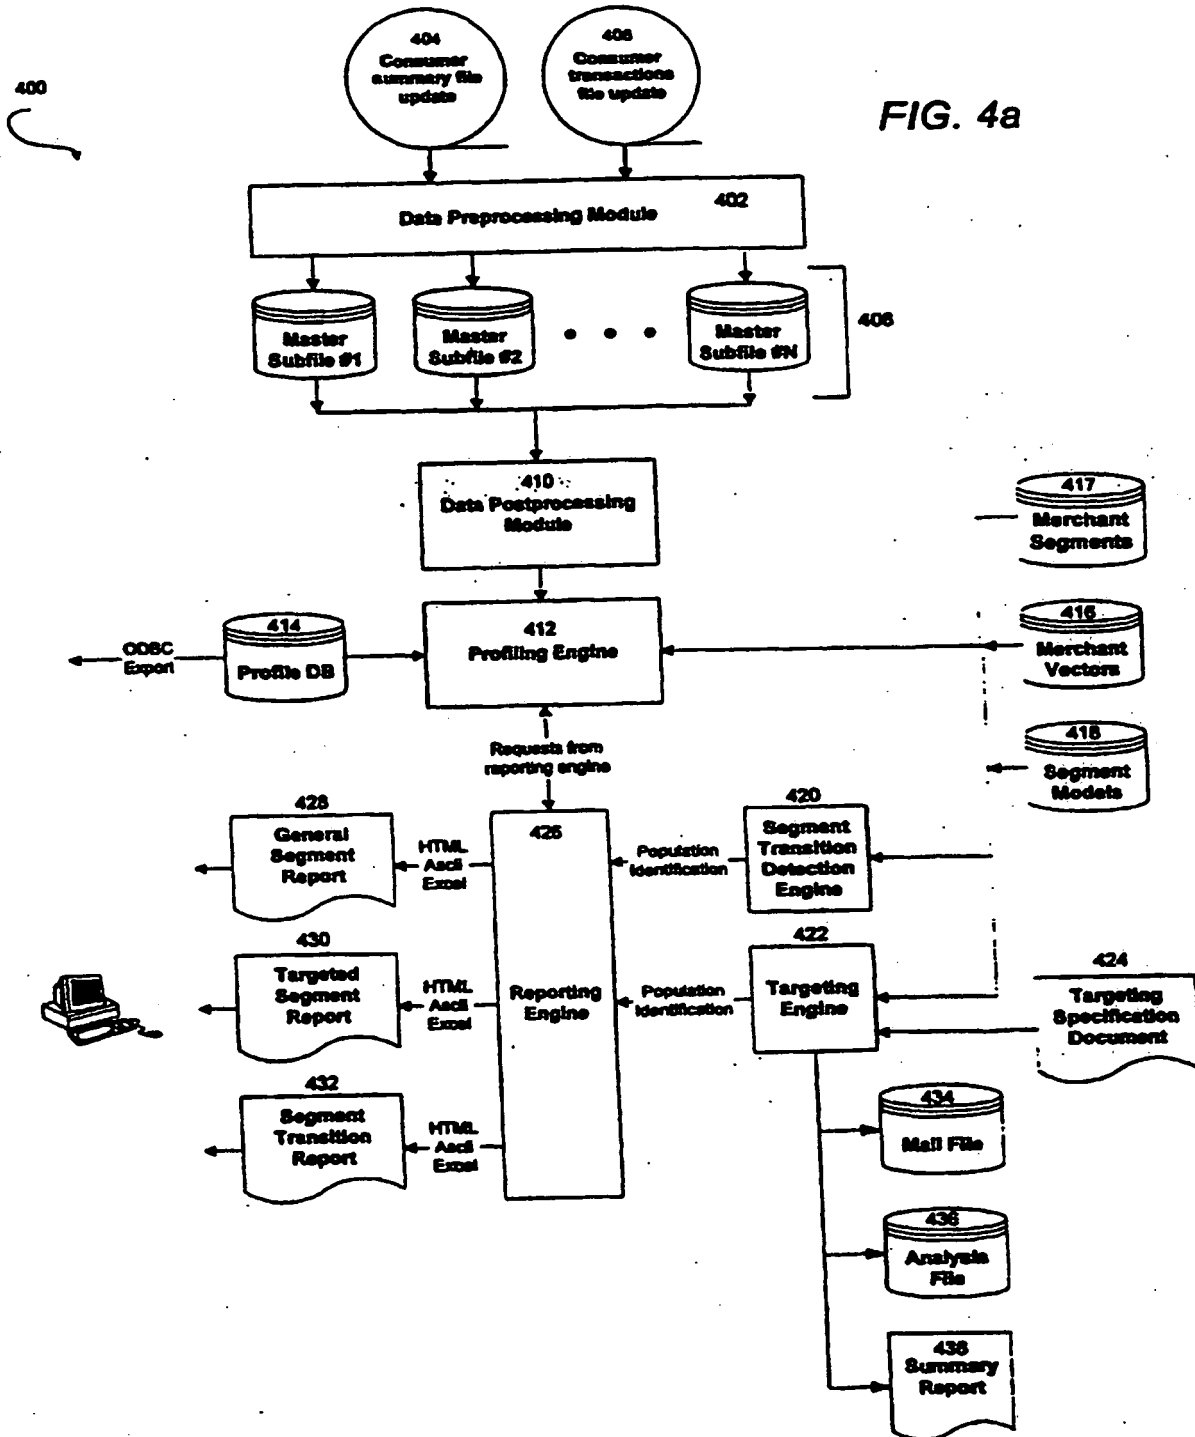 FIG. 4a
400
404
Consumer
summary file
update
408
Consumer
transactions
file update
Data Preprocessing Module
402
Master
Subfile #1
Master
Subfile #2
Master
Subfile #N
406
410
Data Postprocessing
Module
417
Merchant
Segments
ODBC
Export
414
Profile DB
412
Profiling Engine
416
Merchant
Vectors
Requests from
reporting engine
418
Segment
Models
428
General
Segment
Report
HTML
Ascii
Excel
426
Reporting
Engine
Population
Identification
420
Segment
Transition
Detection
Engine
430
Targeted
Segment
Report
HTML
Ascii
Excel
Population
Identification
422
Targeting
Engine
424
Targeting
Specification
Document
432
Segment
Transition
Report
HTML
Ascii
Excel
434
Mail File
436
Analysis
File
438
Summary
Report